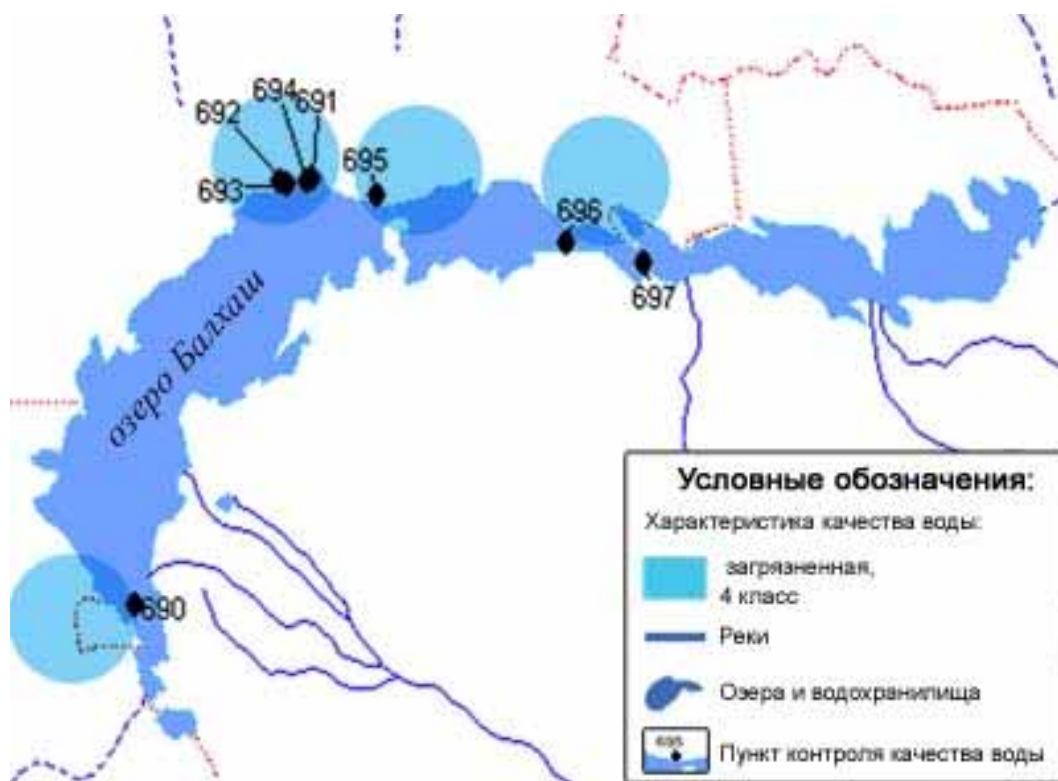 694 691
692
693
695
696
697
озеро Балхаш
690
Условные обозначения:
Характеристика качества воды:
загрязненная,
4 класс
Реки
Озера и водохранилища
695
Пункт контроля качества воды